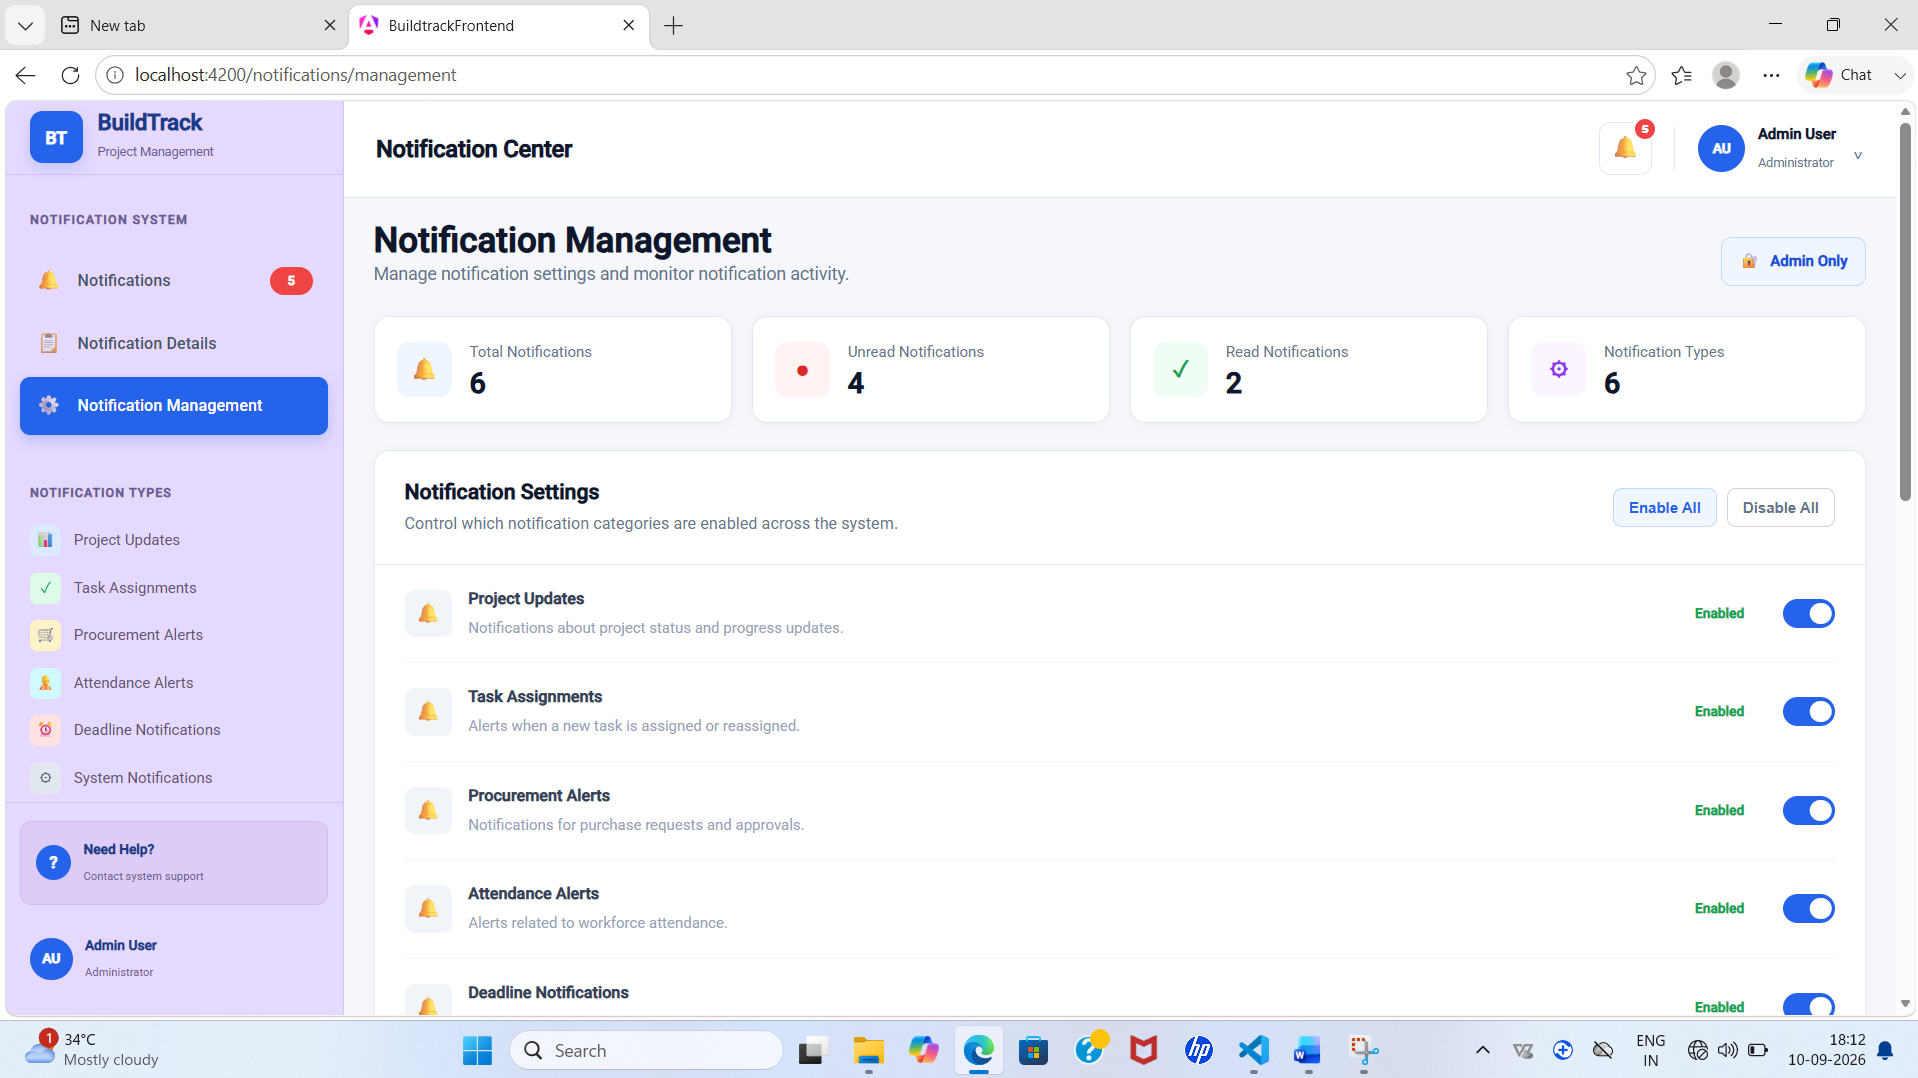 New tab
BuildtrackFrontend
localhost:4200/notifications/management
Chat
BT
BuildTrack
Project Management
NOTIFICATION SYSTEM
Notifications
5
Notification Details
Notification Management
NOTIFICATION TYPES
Project Updates
Task Assignments
Procurement Alerts
Attendance Alerts
Deadline Notifications
System Notifications
?
Need Help?
Contact system support
AU
Admin User
Administrator
Notification Center
5
AU
Admin User
Administrator
Notification Management
Manage notification settings and monitor notification activity.
Admin Only
Total Notifications
6
Unread Notifications
4
Read Notifications
2
Notification Types
6
Notification Settings
Control which notification categories are enabled across the system.
Enable All
Disable All
Project Updates
Notifications about project status and progress updates.
Enabled
Task Assignments
Alerts when a new task is assigned or reassigned.
Enabled
Procurement Alerts
Notifications for purchase requests and approvals.
Enabled
Attendance Alerts
Alerts related to workforce attendance.
Enabled
Deadline Notifications
Enabled
1
34°C
Mostly cloudy
Search
ENG
IN
18:12
10-09-2026